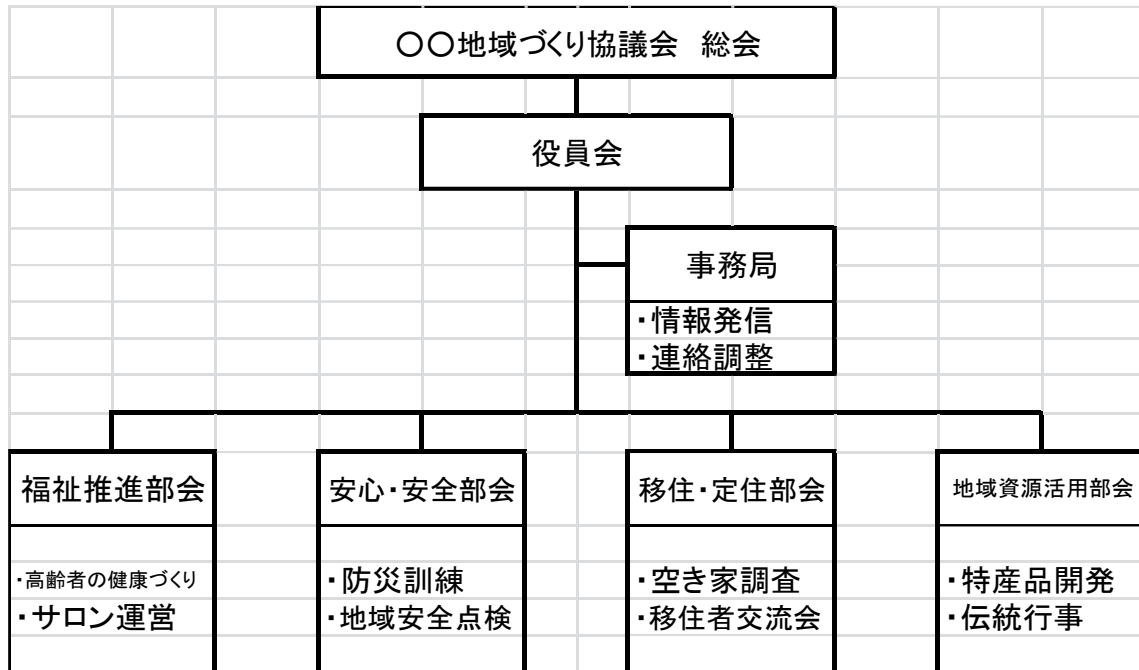 〇〇地域づくり協議会　総会
役員会
事務局
・情報発信
・連絡調整
福祉推進部会
・高齢者の健康づくり
・サロン運営
安心・安全部会
・防災訓練
・地域安全点検
移住・定住部会
・空き家調査
・移住者交流会
地域資源活用部会
・特産品開発
・伝統行事